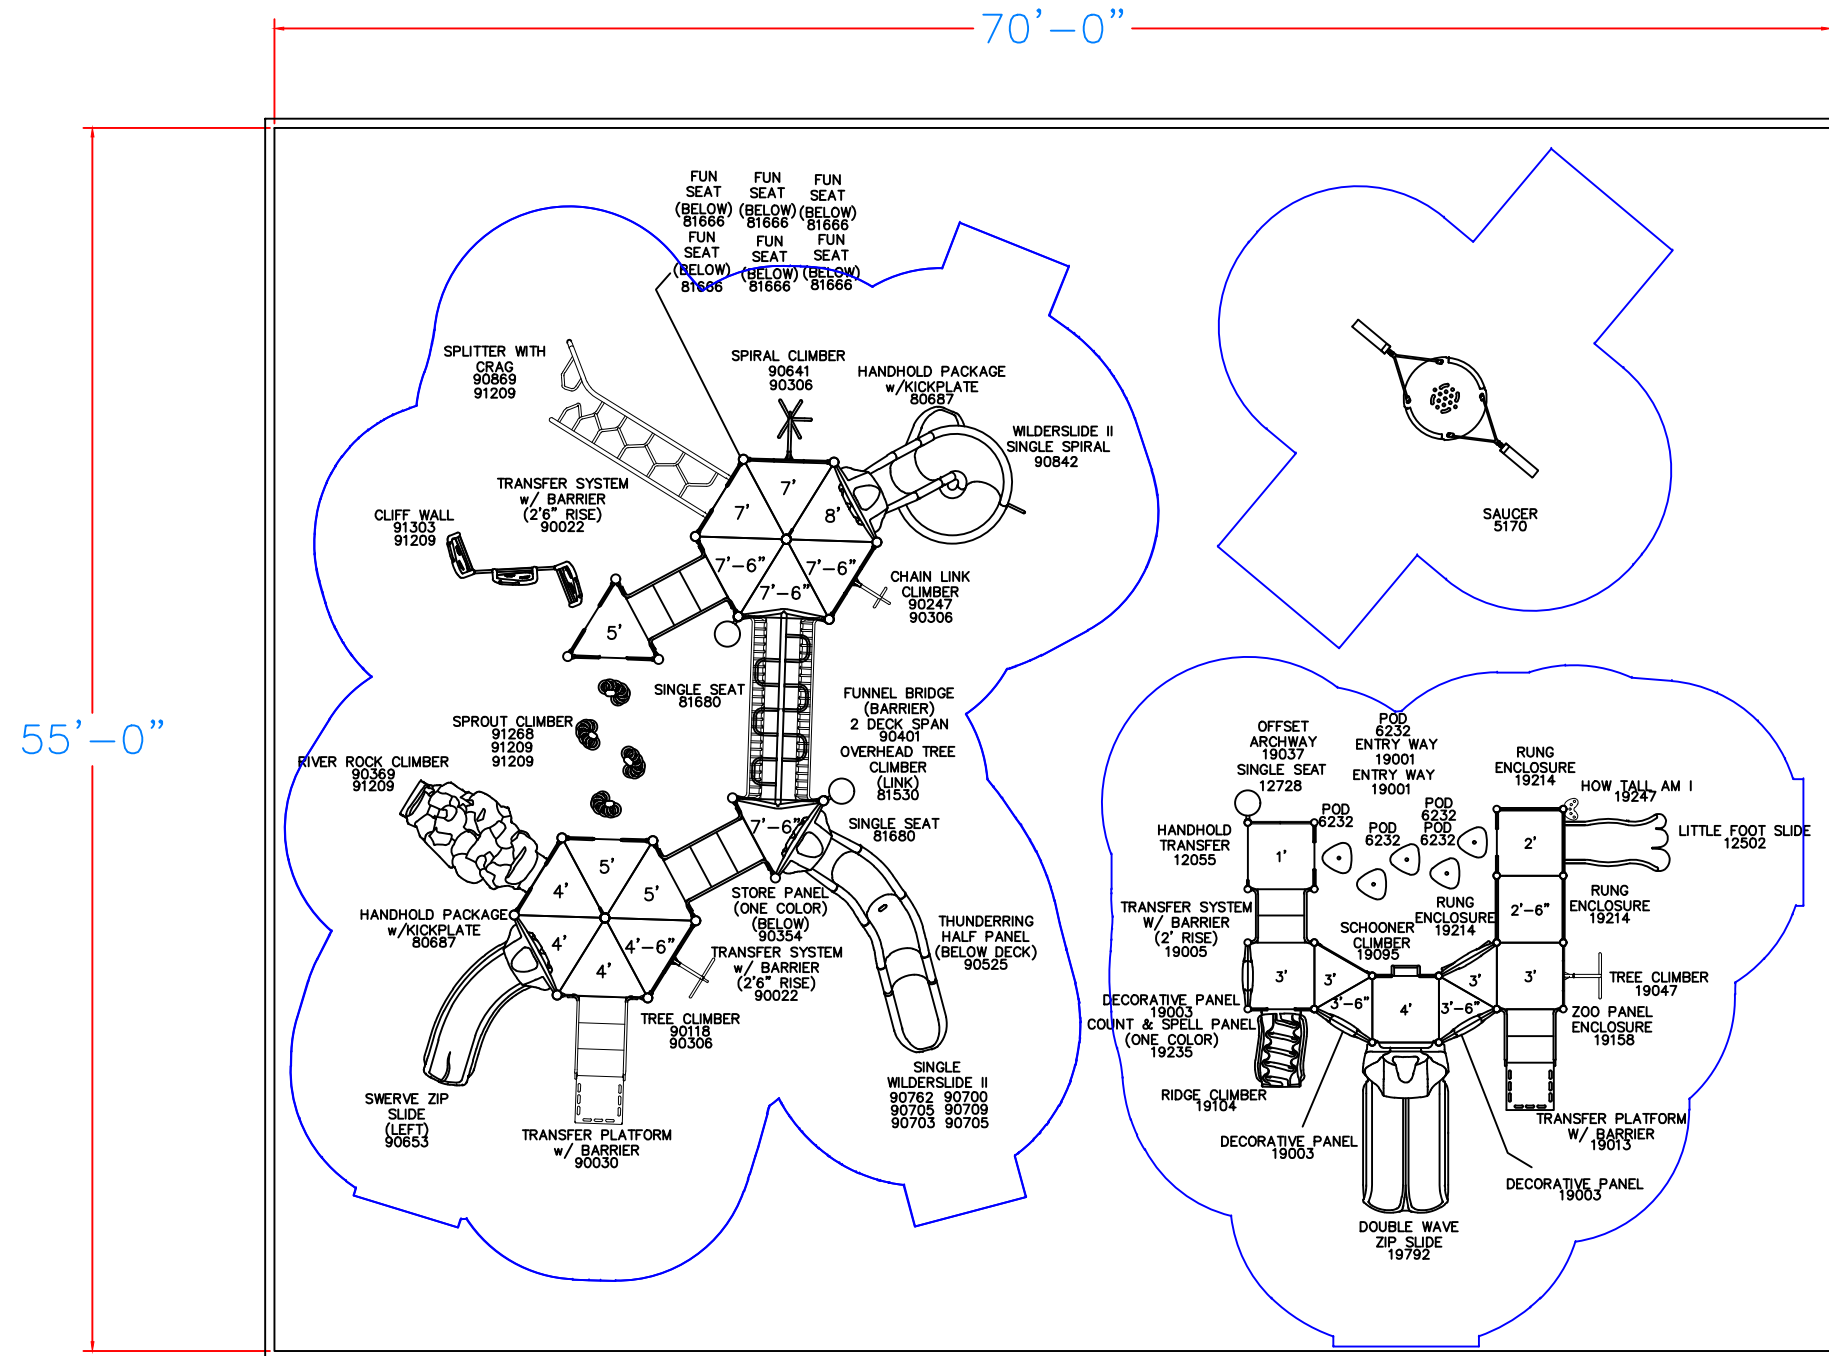 70'-0"
55'-0"
FUN
SEAT
(BELOW)
81666
FUN
SEAT
(BELOW)
81666
FUN
SEAT
(BELOW)
81666
FUN
SEAT
(BELOW)
81666
FUN
SEAT
(BELOW)
81666
FUN
SEAT
(BELOW)
81666
SPLITTER WITH
CRAG
90869
91209
SPIRAL CLIMBER
90641
90306
HANDHOLD PACKAGE
w/KICKPLATE
80687
WILDERSLIDE II
SINGLE SPIRAL
90842
TRANSFER SYSTEM
w/ BARRIER
(2'6" RISE)
90022
CLIFF WALL
91303
91209
7'
7'
8'
7'-6"
7'-6"
7'-6"
5'
CHAIN LINK
CLIMBER
90247
90306
SAUCER
5170
SINGLE SEAT
81680
FUNNEL BRIDGE
(BARRIER)
2 DECK SPAN
90401
OVERHEAD TREE
CLIMBER
(LINK)
81530
SPROUT CLIMBER
91268
91209
91209
RIVER ROCK CLIMBER
90369
91209
SINGLE SEAT
81680
7'-6"
5'
5'
4'
4'
4'
4'-6"
HANDHOLD PACKAGE
w/KICKPLATE
80687
STORE PANEL
(ONE COLOR)
(BELOW)
90354
TRANSFER SYSTEM
w/ BARRIER
(2'6" RISE)
90022
THUNDERRING
HALF PANEL
(BELOW DECK)
90525
TREE CLIMBER
90118
90306
SWERVE ZIP
SLIDE
(LEFT)
90653
TRANSFER PLATFORM
w/ BARRIER
90030
SINGLE
WILDERSLIDE II
90762 90700
90705 90709
90703 90705
OFFSET
ARCHWAY
19037
SINGLE SEAT
12728
POD
6232
ENTRY WAY
19001
ENTRY WAY
19001
RUNG
ENCLOSURE
19214
HOW TALL AM I
19247
POD
6232
POD
6232
POD
6232
POD
6232
HANDHOLD
TRANSFER
12055
LITTLE FOOT SLIDE
12502
1'
2'
2'-6"
3'
3'
3'-6"
4'
3'
3'-6"
3'
RUNG
ENCLOSURE
19214
RUNG
ENCLOSURE
19214
TRANSFER SYSTEM
W/ BARRIER
(2' RISE)
19005
SCHOONER
CLIMBER
19095
TREE CLIMBER
19047
DECORATIVE PANEL
19003
COUNT & SPELL PANEL
(ONE COLOR)
19235
ZOO PANEL
ENCLOSURE
19158
RIDGE CLIMBER
19104
DECORATIVE PANEL
19003
TRANSFER PLATFORM
W/ BARRIER
19013
DECORATIVE PANEL
19003
DOUBLE WAVE
ZIP SLIDE
19792